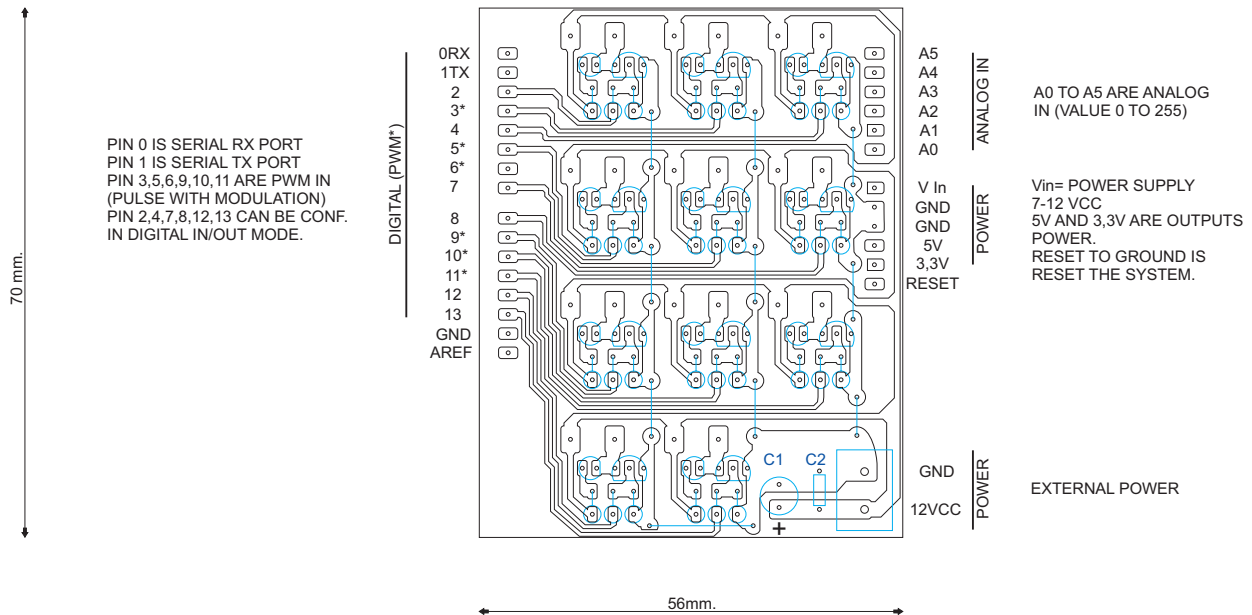 70 mm.
PIN 0 IS SERIAL RX PORT
PIN 1 IS SERIAL TX PORT
PIN 3,5,6,9,10,11 ARE PWM IN
(PULSE WITH MODULATION)
PIN 2,4,7,8,12,13 CAN BE CONF.
IN DIGITAL IN/OUT MODE.
DIGITAL (PWM*)
0RX
1TX
2
3*
4
5*
6*
7
8
9*
10*
11*
12
13
GND
AREF
C1
C2
+
A5
A4
A3
A2
A1
A0
ANALOG IN
A0 TO A5 ARE ANALOG
IN (VALUE 0 TO 255)
V In
GND
GND
5V
3,3V
RESET
POWER
Vin= POWER SUPPLY
7-12 VCC
5V AND 3,3V ARE OUTPUTS
POWER.
RESET TO GROUND IS
RESET THE SYSTEM.
GND
12VCC
POWER
EXTERNAL POWER
56mm.